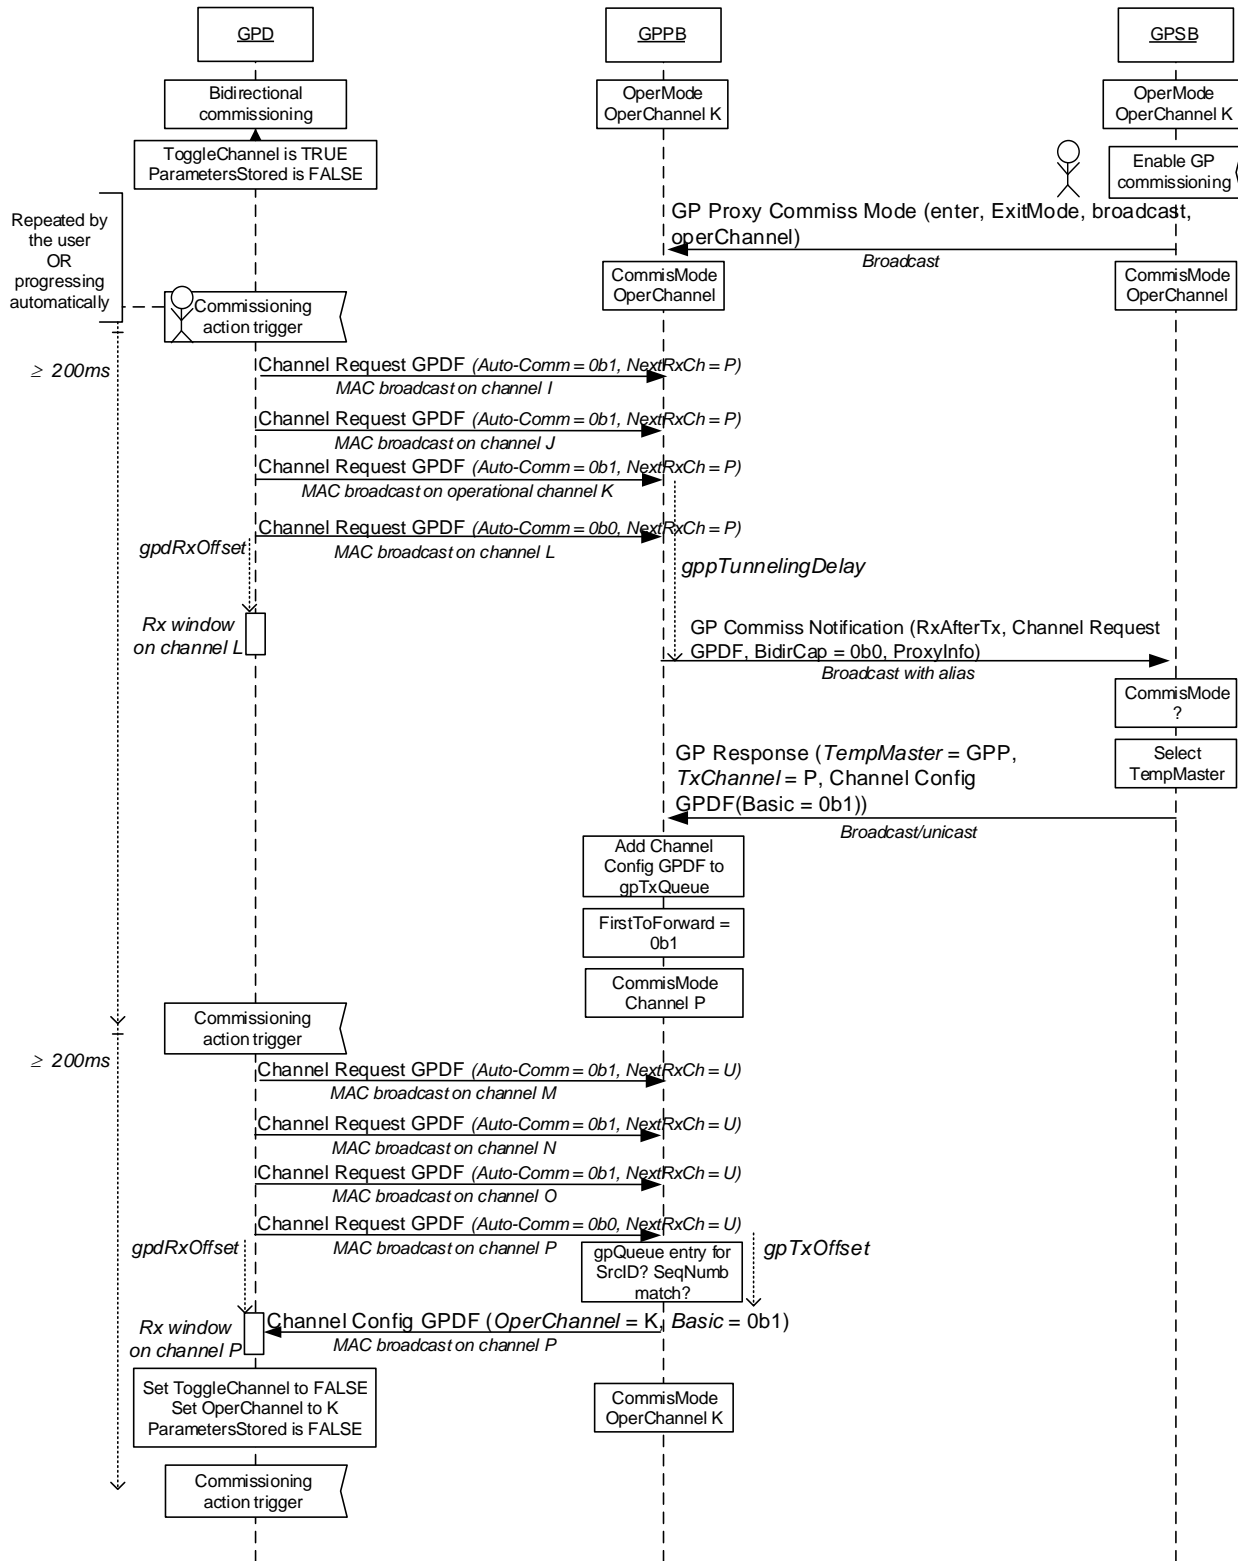 GPD
GPPB
GPSB
Bidirectional
commissioning
OperMode
OperChannel K
OperMode
OperChannel K
ToggleChannel is TRUE
ParametersStored is FALSE
Enable GP
commissioning
Repeated by
the user
OR
progressing
automatically
GP Proxy Commiss Mode (enter, ExitMode, broadcast,
operChannel)
Broadcast
CommisMode
OperChannel
CommisMode
OperChannel
Commissioning
action trigger
≥ 200ms
Channel Request GPDF (Auto-Comm = 0b1, NextRxCh = P)
MAC broadcast on channel I
Channel Request GPDF (Auto-Comm = 0b1, NextRxCh = P)
MAC broadcast on channel J
Channel Request GPDF (Auto-Comm = 0b1, NextRxCh = P)
MAC broadcast on operational channel K
Channel Request GPDF (Auto-Comm = 0b0, NextRxCh = P)
MAC broadcast on channel L
gpdRxOffset
gppTunnelingDelay
Rx window
on channel L
GP Commiss Notification (RxAfterTx, Channel Request
GPDF, BidirCap = 0b0, ProxyInfo)
Broadcast with alias
CommisMode
?
GP Response (TempMaster = GPP,
TxChannel = P, Channel Config
GPDF(Basic = 0b1))
Broadcast/unicast
Select
TempMaster
Add Channel
Config GPDF to
gpTxQueue
FirstToForward =
0b1
CommisMode
Channel P
Commissioning
action trigger
≥ 200ms
Channel Request GPDF (Auto-Comm = 0b1, NextRxCh = U)
MAC broadcast on channel M
Channel Request GPDF (Auto-Comm = 0b1, NextRxCh = U)
MAC broadcast on channel N
Channel Request GPDF (Auto-Comm = 0b1, NextRxCh = U)
MAC broadcast on channel O
Channel Request GPDF (Auto-Comm = 0b0, NextRxCh = U)
MAC broadcast on channel P
gpdRxOffset
gpQueue entry for
SrcID? SeqNumb
match?
gpTxOffset
Rx window
on channel P
Channel Config GPDF (OperChannel = K, Basic = 0b1)
MAC broadcast on channel P
Set ToggleChannel to FALSE
Set OperChannel to K
ParametersStored is FALSE
CommisMode
OperChannel K
Commissioning
action trigger